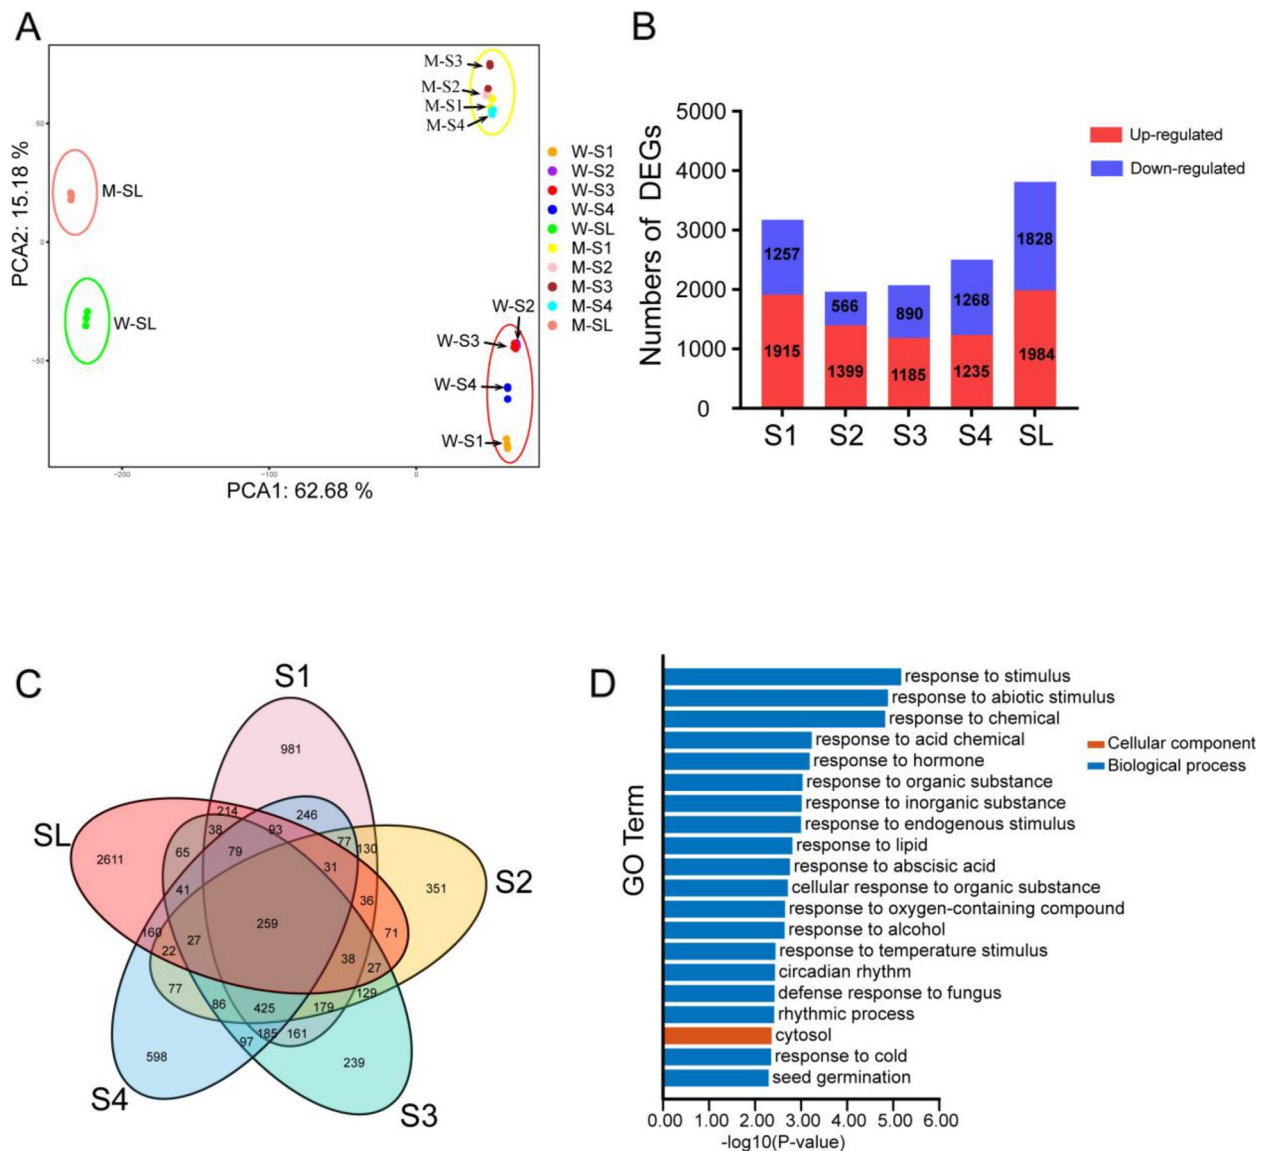 A
M-S3
M-S2
M-S1
M-S4
M-SL
W-SL
W-S2
W-S3
W-S4
W-S1
50
0
−50
−200
−100
0
PCA2: 15.18 %
PCA1: 62.68 %
W-S1
W-S2
W-S3
W-S4
W-SL
M-S1
M-S2
M-S3
M-S4
M-SL
B
Numbers of DEGs
5000
4000
3000
2000
1000
0
1257
566
890
1268
1828
1915
1399
1185
1235
1984
S1
S2
S3
S4
SL
Up-regulated
Down-regulated
C
S1
981
SL
214
246
38
93
77
130
2611
65
79
31
S2
41
36
351
160
27
259
71
22
38
27
77
86
425
179
129
97
185
161
598
239
S4
S3
D
GO Term
response to stimulus
response to abiotic stimulus
response to chemical
response to acid chemical
response to hormone
response to organic substance
response to inorganic substance
response to endogenous stimulus
response to lipid
response to abscisic acid
cellular response to organic substance
response to oxygen-containing compound
response to alcohol
response to temperature stimulus
circadian rhythm
defense response to fungus
rhythmic process
cytosol
response to cold
seed germination
Cellular component
Biological process
0.00 1.00 2.00 3.00 4.00 5.00 6.00
-log10(P-value)